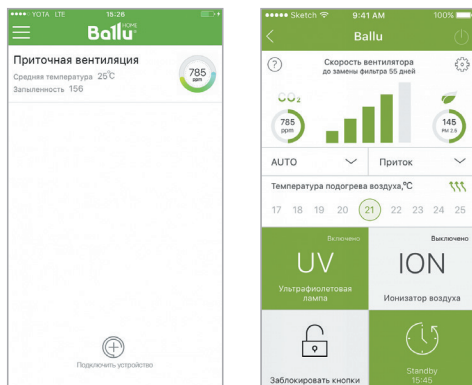 YOTA LTE 15:26
Ballu HOME
Приточная вентиляция
Средняя температура 26°C
Запыленность 156
785
ppm
Подключить устройство
Sketch 9:41 AM 100%
Ballu
Скорость вентилятора
до замены фильтра 55 дней
?
CO₂
785
ppm
145
PM 2.5
AUTO
Приток
Температура подогрева воздуха,°C
17 18 19 20 21 22 23 24 25
Включено
UV
Ультрафиолетовая
лампа
Выключено
ION
Ионизатор воздуха
Заблокировать кнопки
Standby
15:45